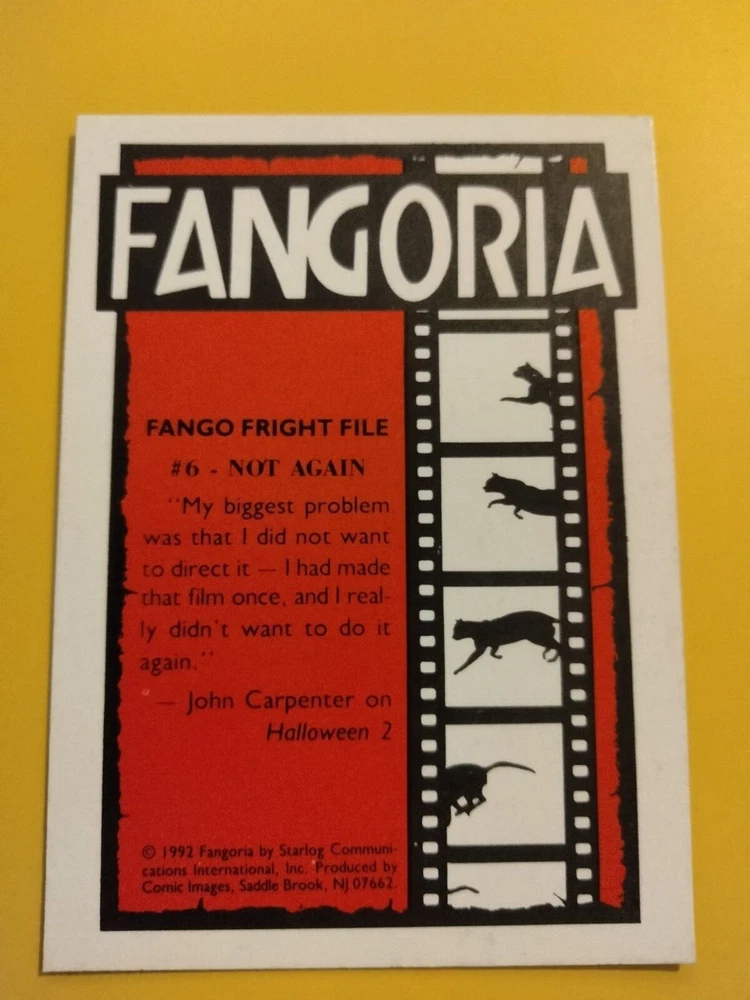 FANGORIA
FANGO FRIGHT FILE
#6 - NOT AGAIN
"My biggest problem
was that I did not want
to direct it — I had made
that film once, and I real-
ly didn't want to do it
again."
— John Carpenter on
Halloween 2
© 1992 Fangoria by Starlog Communi-
cations International, Inc. Produced by
Comic Images, Saddle Brook, NJ 07662.